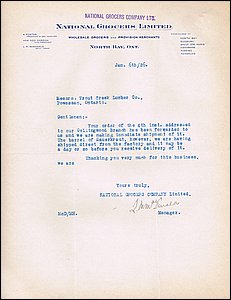 NATIONAL GROCERS COMPANY LTD.
NATIONAL GROCERS LIMITED
WHOLESALE GROCERS AND PROVISION MERCHANTS
NORTH BAY, ONT.
Jan. 6th/26.
Messrs. Trout Creek Lumber Co.,
Powassan, Ontario.
Gentlemen:
Your order of the 4th inst. addressed
to our Collingwood Branch has been forwarded to
us and we are making immediate shipment of it.
The barrel of Sauerkraut, however, we are having
shipped direct from the factory and it may be
a day or so before you receive delivery of it.
Thanking you very much for this business,
we are
Yours truly,
NATIONAL GROCERS COMPANY Limited.
Manager.